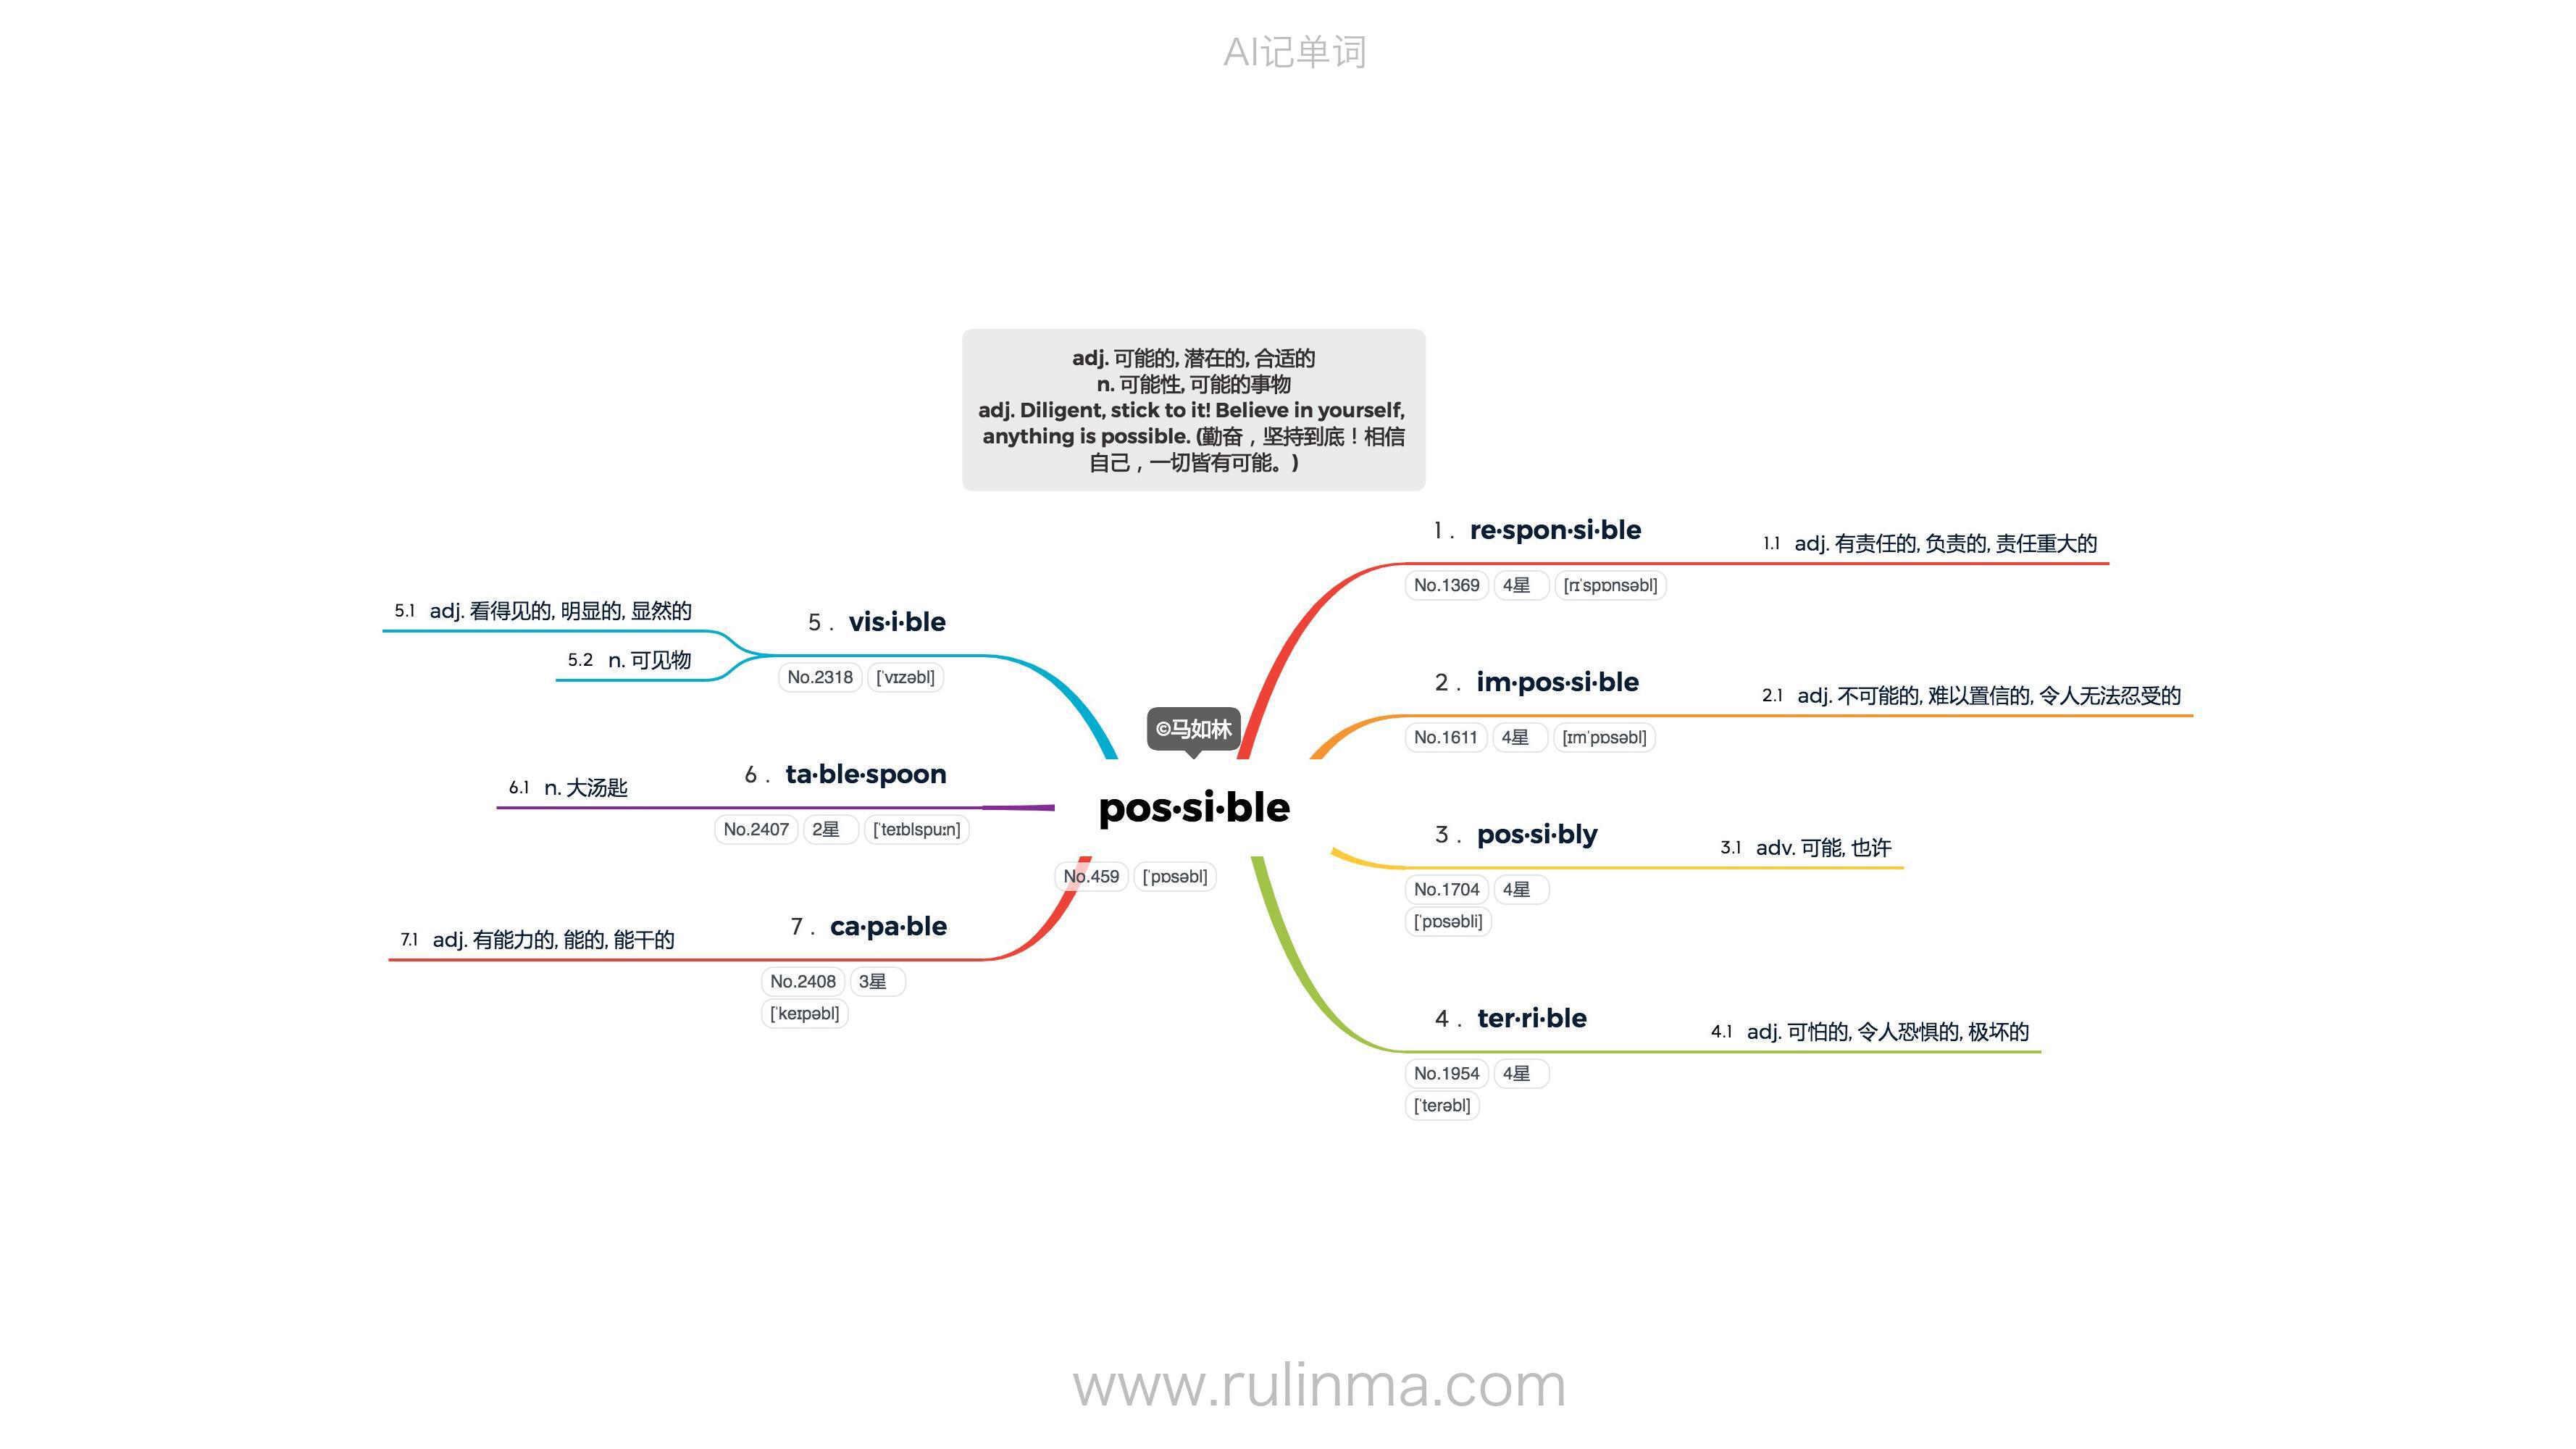 AI记单词
adj. 可能的, 潜在的, 合适的
n. 可能性, 可能的事物
adj. Diligent, stick to it! Believe in yourself,
anything is possible. (勤奋，坚持到底！相信
自己，一切皆有可能。)
©马如林
pos·si·ble
No.459 [ˈpɒsəbl]
1. re·spon·si·ble
No.1369 4星 [rɪˈspɒnsəbl]
1.1 adj. 有责任的, 负责的, 责任重大的
2. im·pos·si·ble
No.1611 4星 [ɪmˈpɒsəbl]
2.1 adj. 不可能的, 难以置信的, 令人无法忍受的
3. pos·si·bly
No.1704 4星
[ˈpɒsəbli]
3.1 adv. 可能, 也许
4. ter·ri·ble
No.1954 4星
[ˈterəbl]
4.1 adj. 可怕的, 令人恐惧的, 极坏的
5. vis·i·ble
No.2318 [ˈvɪzəbl]
5.1 adj. 看得见的, 明显的, 显然的
5.2 n. 可见物
6. ta·ble·spoon
No.2407 2星 [ˈteɪblspuːn]
6.1 n. 大汤匙
7. ca·pa·ble
No.2408 3星
[ˈkeɪpəbl]
7.1 adj. 有能力的, 能的, 能干的
www.rulinma.com